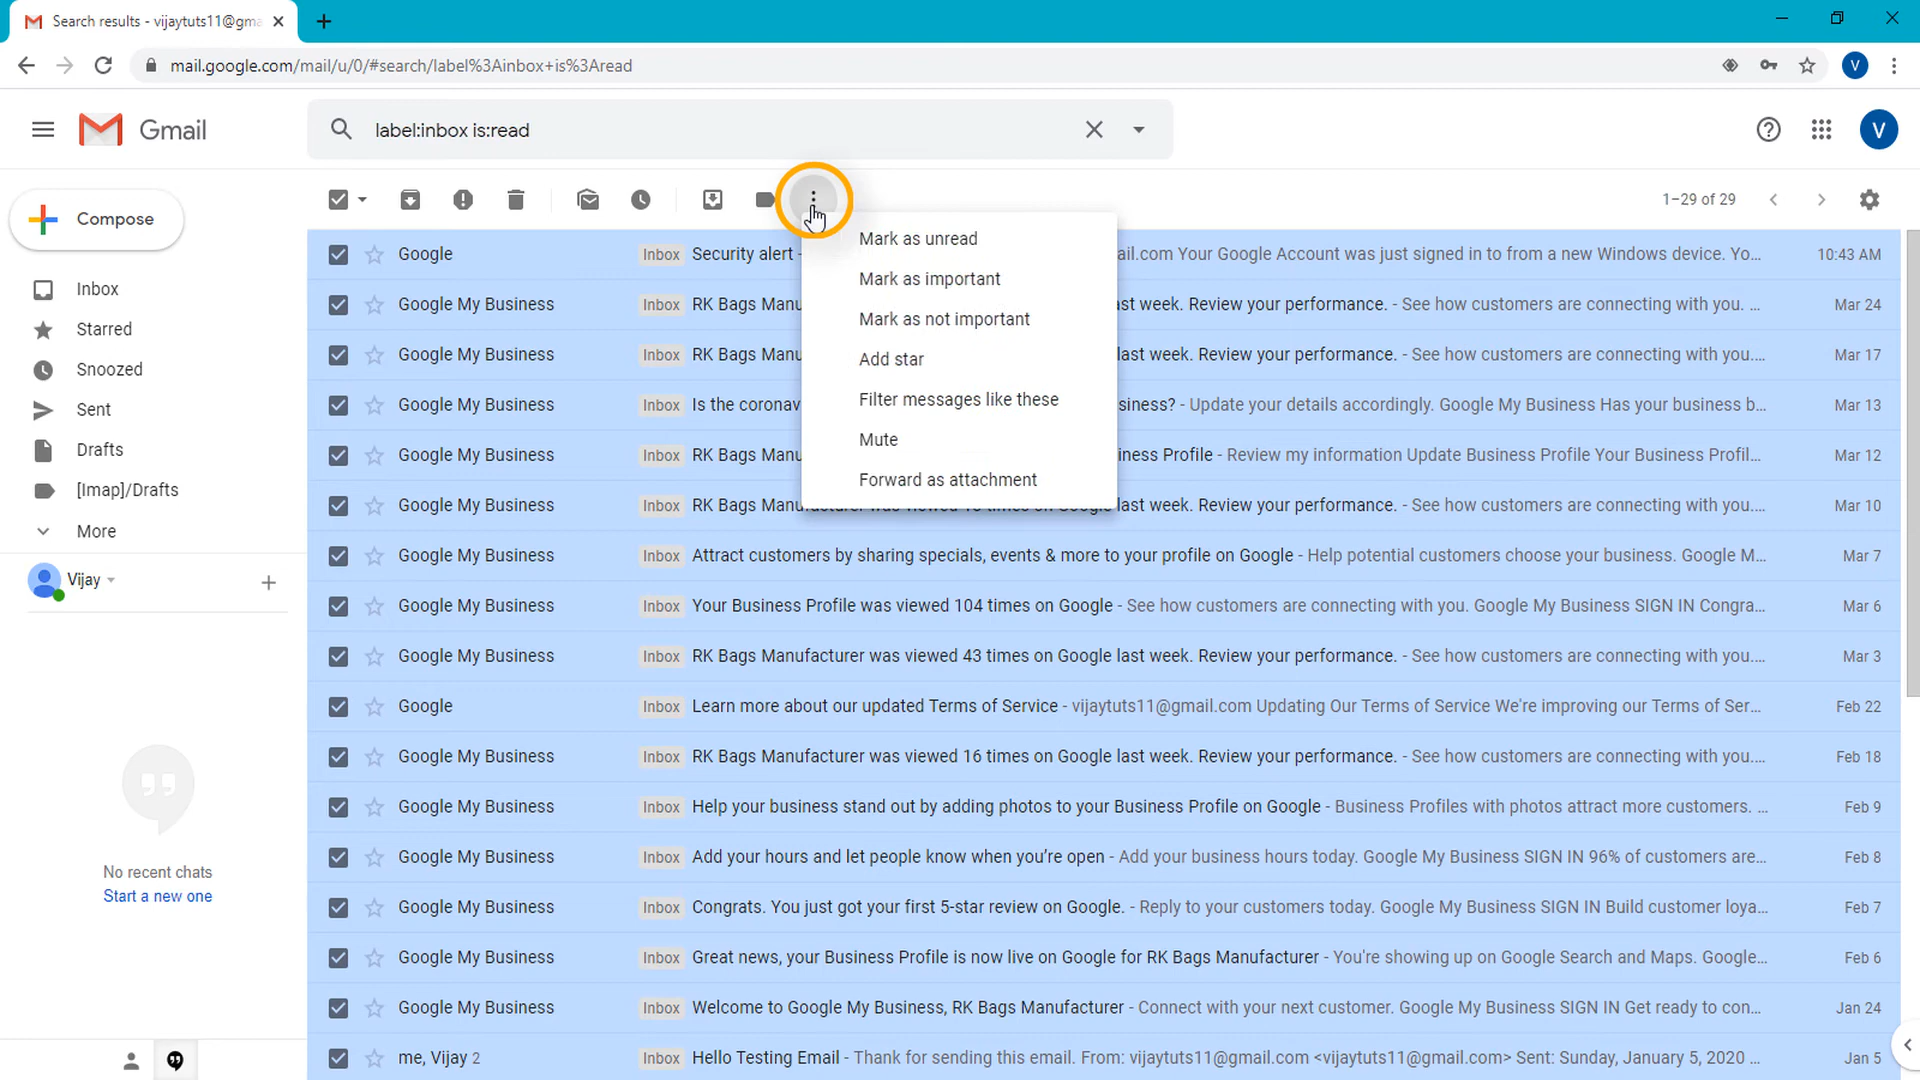 Search results - vijaytuts11@gma
mail.google.com/mail/u/0/#search/label%3Ainbox+is%3Aread
V
Gmail
label:inbox is:read
V
Compose
1–29 of 29
Inbox
Starred
Snoozed
Sent
Drafts
[Imap]/Drafts
More
Vijay
No recent chats
Start a new one
Mark as unread
Mark as important
Mark as not important
Add star
Filter messages like these
Mute
Forward as attachment
Google Inbox Security alert - ail.com Your Google Account was just signed in to from a new Windows device. Yo... 10:43 AM
Google My Business Inbox RK Bags Manu ast week. Review your performance. - See how customers are connecting with you. ... Mar 24
Google My Business Inbox RK Bags Manu last week. Review your performance. - See how customers are connecting with you.... Mar 17
Google My Business Inbox Is the coronav siness? - Update your details accordingly. Google My Business Has your business b... Mar 13
Google My Business Inbox RK Bags Manu iness Profile - Review my information Update Business Profile Your Business Profil... Mar 12
Google My Business Inbox RK Bags Manu last week. Review your performance. - See how customers are connecting with you.... Mar 10
Google My Business Inbox Attract customers by sharing specials, events & more to your profile on Google - Help potential customers choose your business. Google M... Mar 7
Google My Business Inbox Your Business Profile was viewed 104 times on Google - See how customers are connecting with you. Google My Business SIGN IN Congra... Mar 6
Google My Business Inbox RK Bags Manufacturer was viewed 43 times on Google last week. Review your performance. - See how customers are connecting with you.... Mar 3
Google Inbox Learn more about our updated Terms of Service - vijaytuts11@gmail.com Updating Our Terms of Service We're improving our Terms of Ser... Feb 22
Google My Business Inbox RK Bags Manufacturer was viewed 16 times on Google last week. Review your performance. - See how customers are connecting with you.... Feb 18
Google My Business Inbox Help your business stand out by adding photos to your Business Profile on Google - Business Profiles with photos attract more customers. ... Feb 9
Google My Business Inbox Add your hours and let people know when you’re open - Add your business hours today. Google My Business SIGN IN 96% of customers are... Feb 8
Google My Business Inbox Congrats. You just got your first 5-star review on Google. - Reply to your customers today. Google My Business SIGN IN Build customer loya... Feb 7
Google My Business Inbox Great news, your Business Profile is now live on Google for RK Bags Manufacturer - You're showing up on Google Search and Maps. Google... Feb 6
Google My Business Inbox Welcome to Google My Business, RK Bags Manufacturer - Connect with your next customer. Google My Business SIGN IN Get ready to con... Jan 24
me, Vijay 2 Inbox Hello Testing Email - Thank for sending this email. From: vijaytuts11@gmail.com <vijaytuts11@gmail.com> Sent: Sunday, January 5, 2020 ... Jan 5